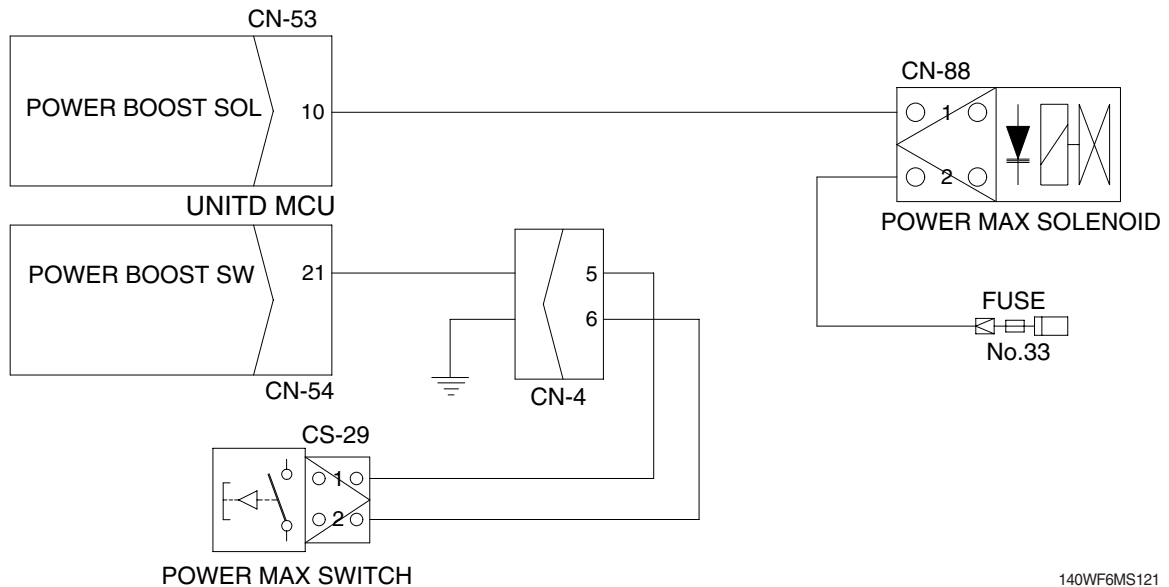 CN-53
POWER BOOST SOL
10
UNITD MCU
POWER BOOST SW
21
CN-54
5
6
CN-4
CS-29
1
2
POWER MAX SWITCH
CN-88
1
2
POWER MAX SOLENOID
FUSE
No.33
140WF6MS121